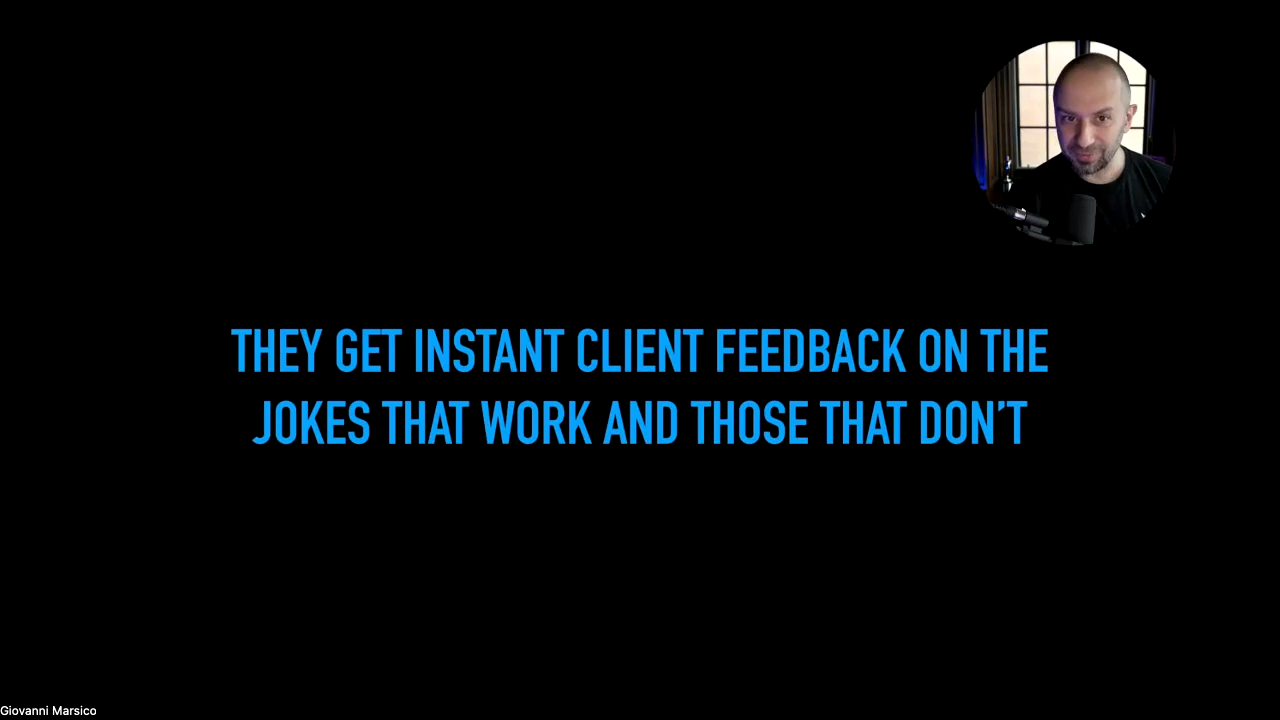 THEY GET INSTANT CLIENT FEEDBACK ON THE
JOKES THAT WORK AND THOSE THAT DON’T
Giovanni Marsico